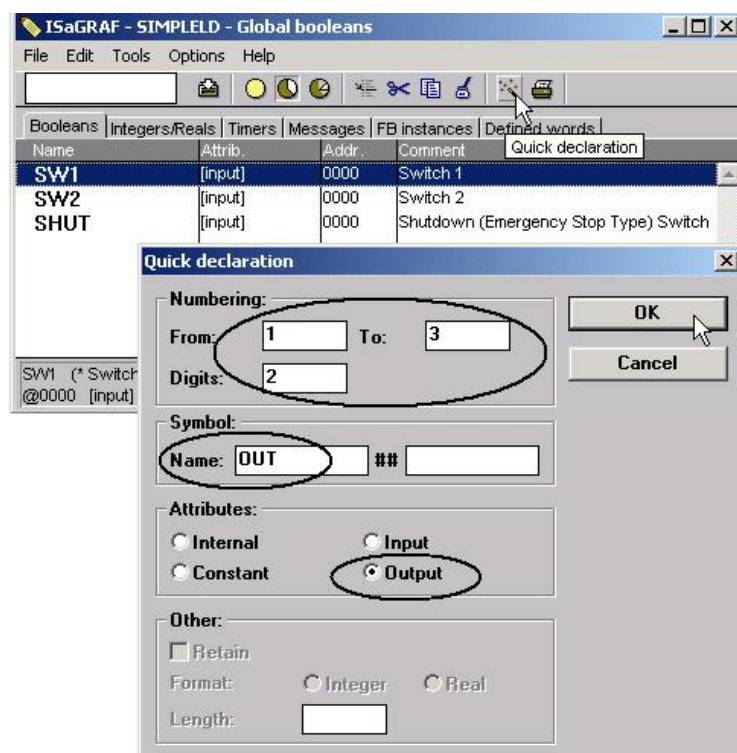 ISaGRAF - SIMPLELD - Global booleans
File Edit Tools Options Help
Booleans Integers/Reals Timers Messages FB instances Defined words
Quick declaration
Name Attrib. Addr. Comment
SW1 [input] 0000 Switch 1
SW2 [input] 0000 Switch 2
SHUT [input] 0000 Shutdown (Emergency Stop Type) Switch
SW1 (* Switch
@0000 [input]
Quick declaration
Numbering:
From: 1 To: 3
Digits: 2
OK
Cancel
Symbol:
Name: OUT ##
Attributes:
Internal Input
Constant Output
Other:
Retain
Format: Integer Real
Length: